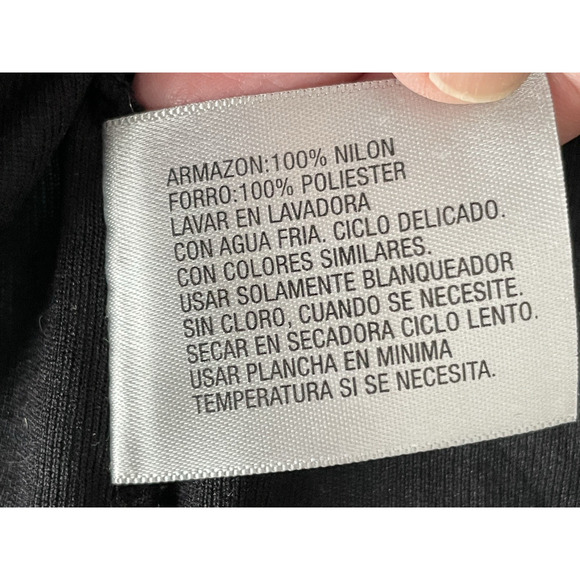 ARMAZON:100% NILON
FORRO:100% POLIESTER
LAVAR EN LAVADORA
CON AGUA FRIA. CICLO DELICADO.
CON COLORES SIMILARES.
USAR SOLAMENTE BLANQUEADOR
SIN CLORO, CUANDO SE NECESITE.
SECAR EN SECADORA CICLO LENTO.
USAR PLANCHA EN MINIMA
TEMPERATURA SI SE NECESITA.